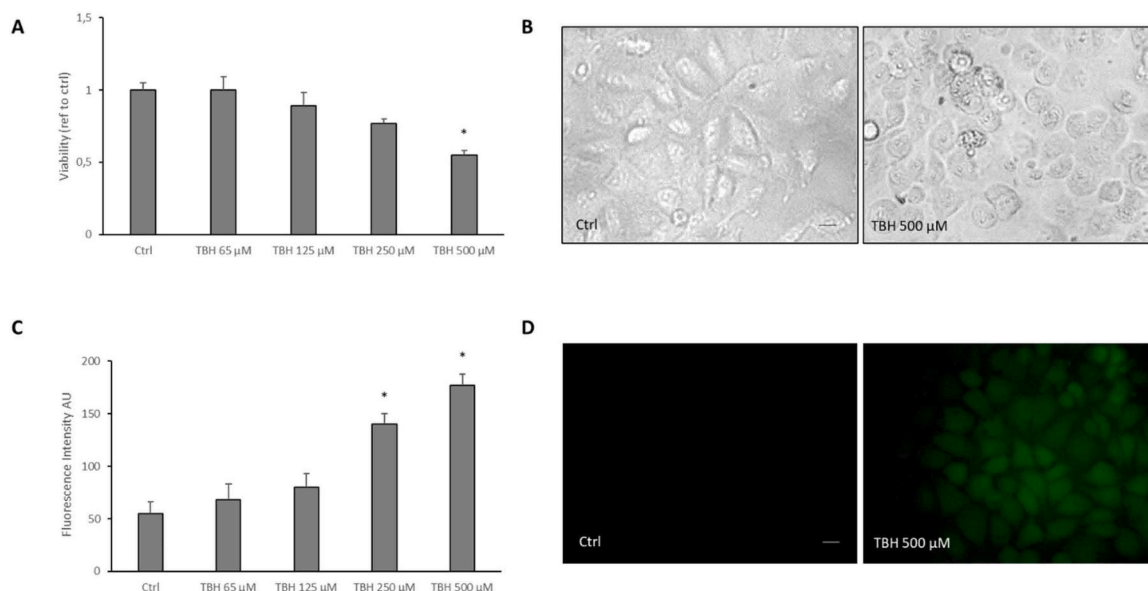 A
Viability (ref to ctrl)
1,5
1
0,5
0
*
Ctrl TBH 65 µM TBH 125 µM TBH 250 µM TBH 500 µM
B
Ctrl
TBH 500 µM
C
Fluorescence Intensity AU
200
150
100
50
0
*
*
Ctrl TBH 65 µM TBH 125 µM TBH 250 µM TBH 500 µM
D
Ctrl
TBH 500 µM